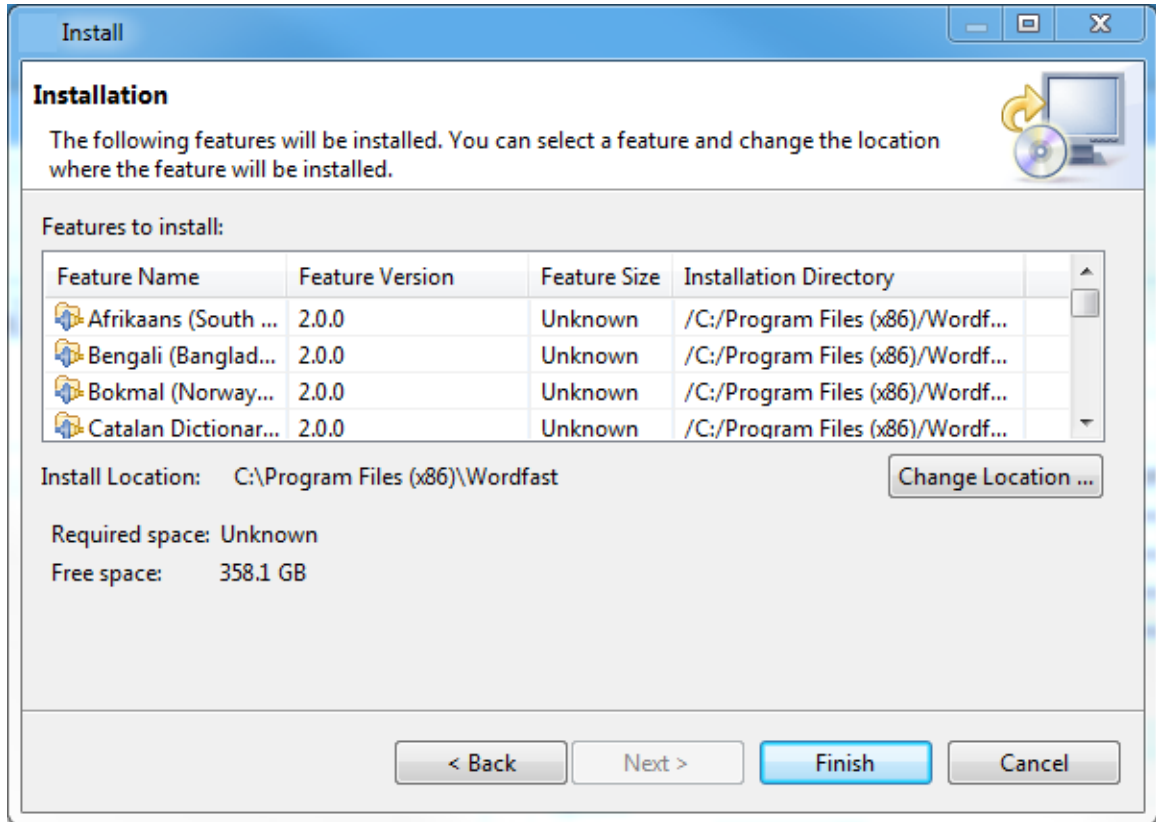 Install
Installation
The following features will be installed. You can select a feature and change the location
where the feature will be installed.
Features to install:
Feature Name Feature Version Feature Size Installation Directory
Afrikaans (South ... 2.0.0 Unknown /C:/Program Files (x86)/Wordf...
Bengali (Banglad... 2.0.0 Unknown /C:/Program Files (x86)/Wordf...
Bokmal (Norway... 2.0.0 Unknown /C:/Program Files (x86)/Wordf...
Catalan Dictionar... 2.0.0 Unknown /C:/Program Files (x86)/Wordf...
Install Location: C:\Program Files (x86)\Wordfast Change Location ...
Required space: Unknown
Free space: 358.1 GB
< Back Next > Finish Cancel